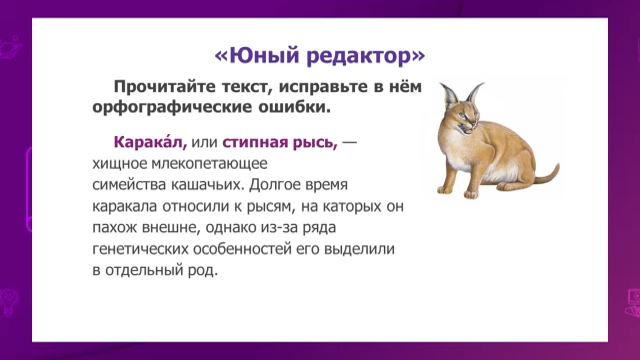 «Юный редактор»
Прочитайте текст, исправьте в нём
орфографические ошибки.
Карака́л, или стипная рысь, —
хищное млекопетающее
симейства кашачьих. Долгое время
каракала относили к рысям, на каторых он
пахож внешне, однако из-за ряда
генетических особенностей его выделили
в отдельный род.